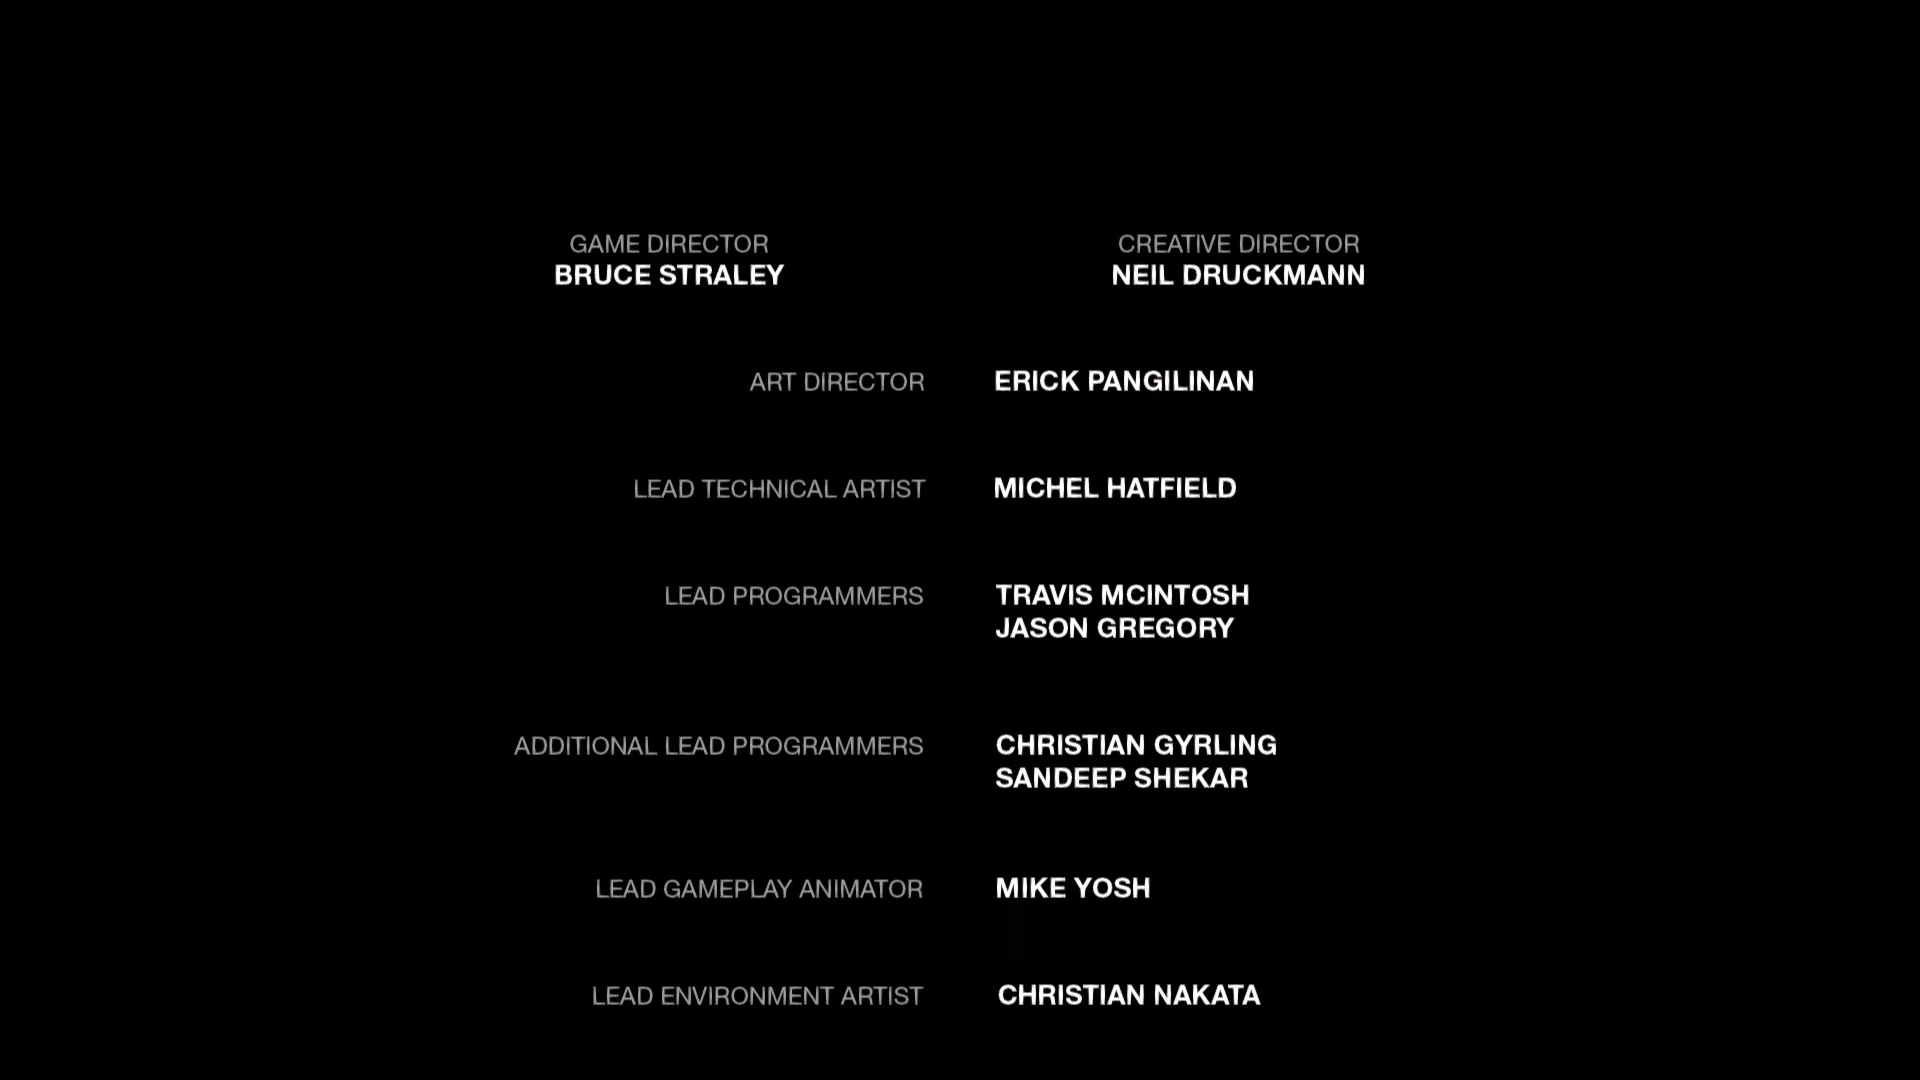 GAME DIRECTOR
BRUCE STRALEY
CREATIVE DIRECTOR
NEIL DRUCKMANN
ART DIRECTOR ERICK PANGILINAN
LEAD TECHNICAL ARTIST MICHEL HATFIELD
LEAD PROGRAMMERS TRAVIS MCINTOSH
JASON GREGORY
ADDITIONAL LEAD PROGRAMMERS CHRISTIAN GYRLING
SANDEEP SHEKAR
LEAD GAMEPLAY ANIMATOR MIKE YOSH
LEAD ENVIRONMENT ARTIST CHRISTIAN NAKATA